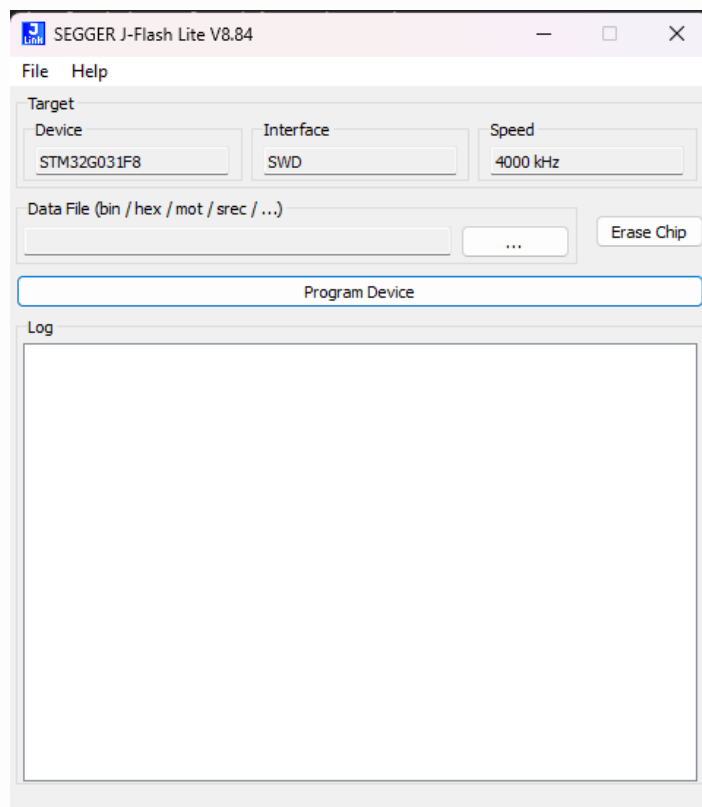 J LinK SEGGER J-Flash Lite V8.84
File Help
Target
Device Interface Speed
STM32G031F8 SWD 4000 kHz
Data File (bin / hex / mot / srec / ...)
... Erase Chip
Program Device
Log